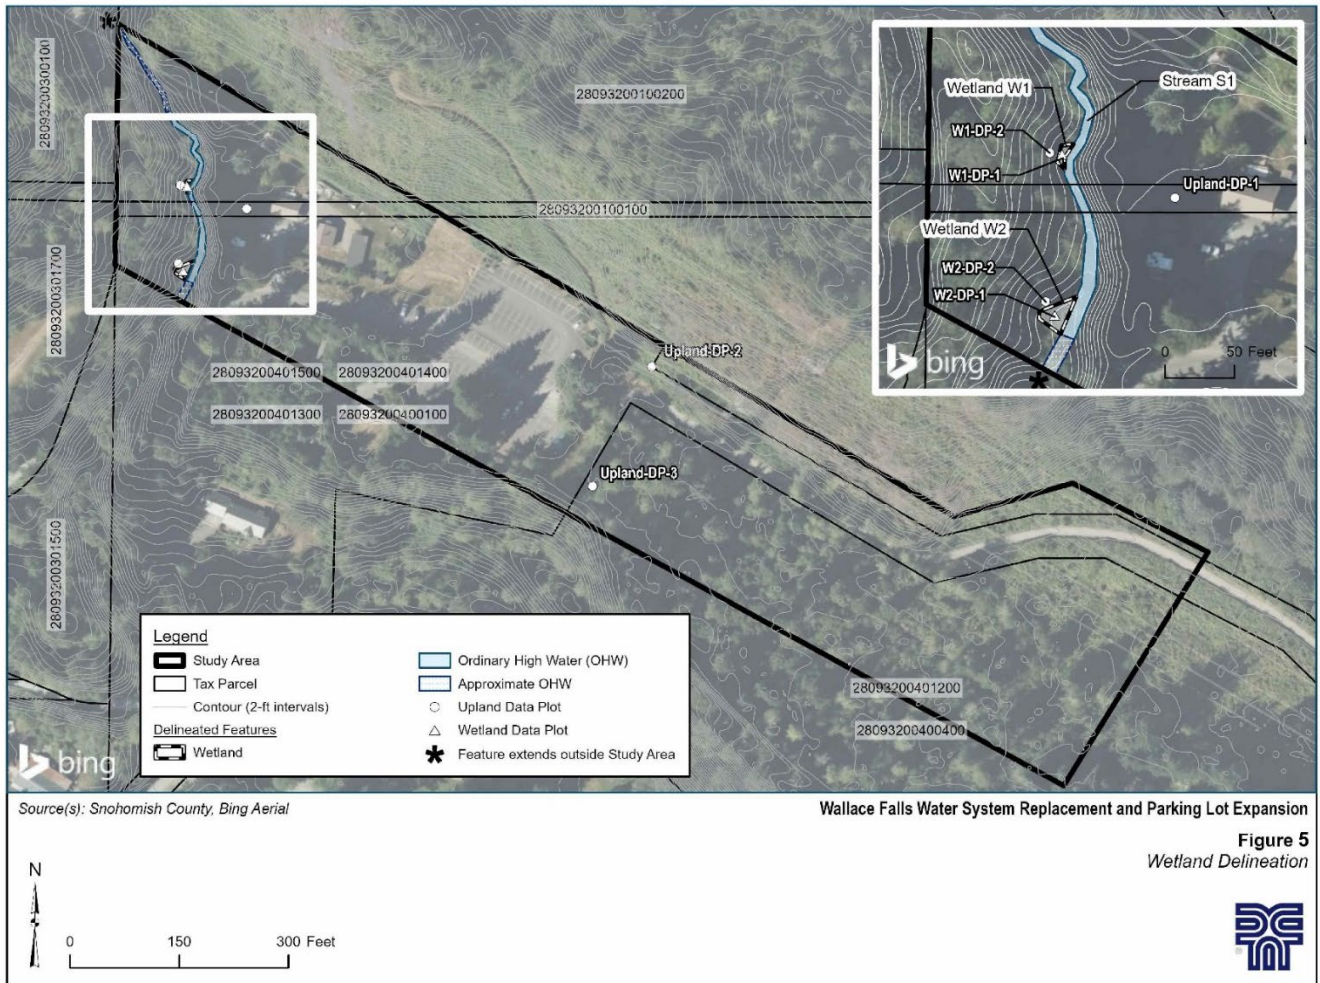 28093200300100
28093200100200
28093200100100
28093200301700
28093200401500 28093200401400
28093200401300 28093200400100
28093200301500
Upland-DP-2
Upland-DP-3
28093200401200
28093200400400
Wetland W1
Stream S1
W1-DP-2
W1-DP-1
Upland-DP-1
Wetland W2
W2-DP-2
W2-DP-1
bing
0 50 Feet
Legend
Study Area
Tax Parcel
Contour (2-ft intervals)
Delineated Features
Wetland
Ordinary High Water (OHW)
Approximate OHW
Upland Data Plot
Wetland Data Plot
Feature extends outside Study Area
bing
Source(s): Snohomish County, Bing Aerial
Wallace Falls Water System Replacement and Parking Lot Expansion
Figure 5
Wetland Delineation
N
0 150 300 Feet